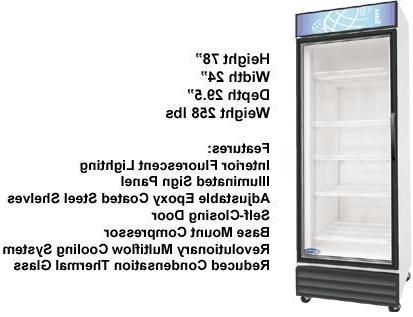 Height 78”
Width 24”
Depth 29.5”
Weight 258 lbs
Features:
Interior Fluorescent Lighting
Illuminated Sign Panel
Adjustable Epoxy Coated Steel Shelves
Self-Closing Door
Base Mount Compressor
Revolutionary Multiflow Cooling System
Reduced Condensation Thermal Glass